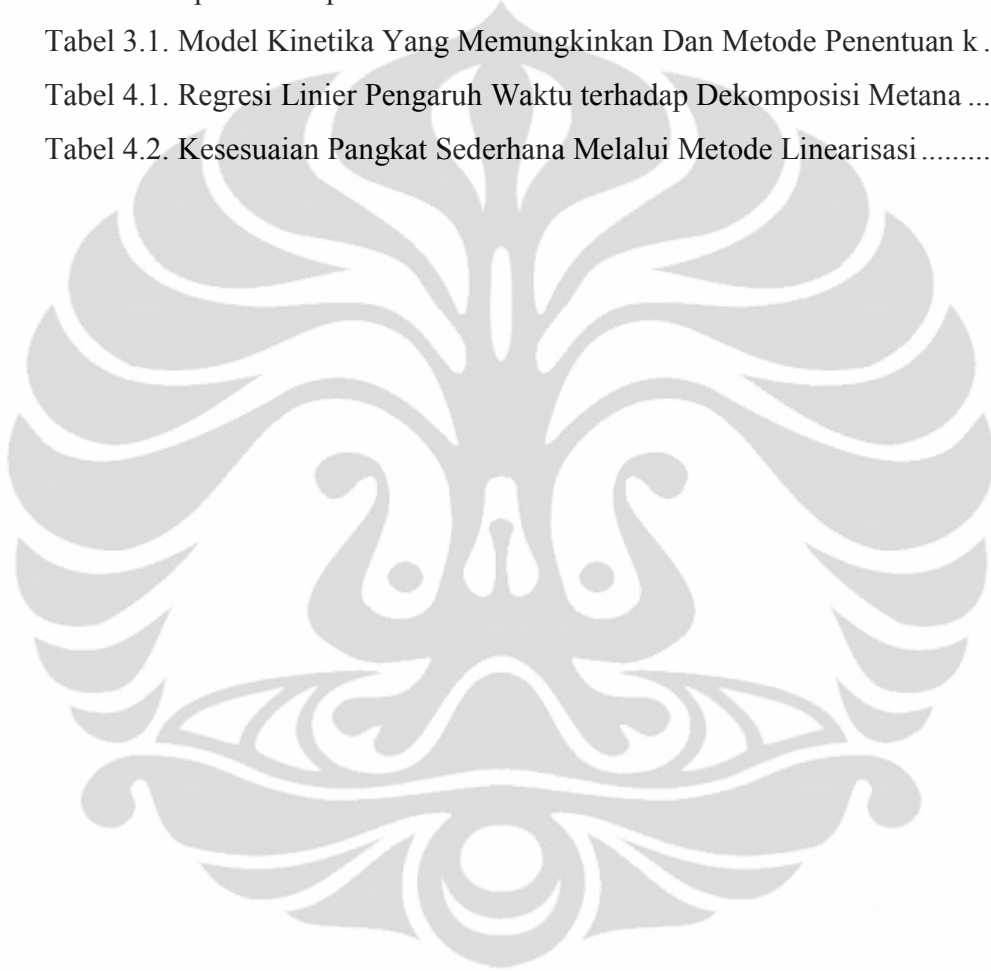 Tabel 3.1. Model Kinetika Yang Memungkinkan Dan Metode Penentuan k .
Tabel 4.1. Regresi Linier Pengaruh Waktu terhadap Dekomposisi Metana ...
Tabel 4.2. Kesesuaian Pangkat Sederhana Melalui Metode Linearisasi .........